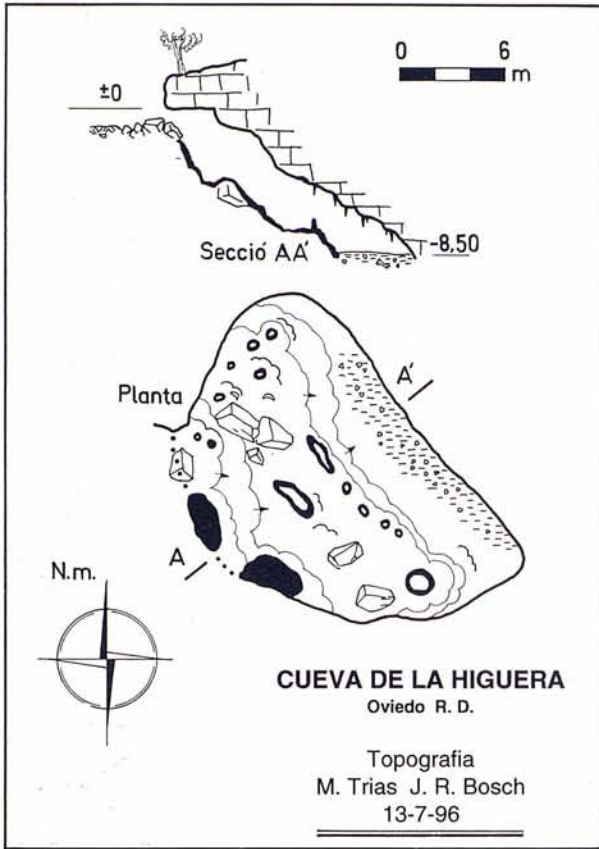 0 6
m
±0
-8,50
Secció AA'
Planta
A'
A
N.m.
CUEVA DE LA HIGUERA
Oviedo R. D.
Topografia
M. Trias J. R. Bosch
13-7-96